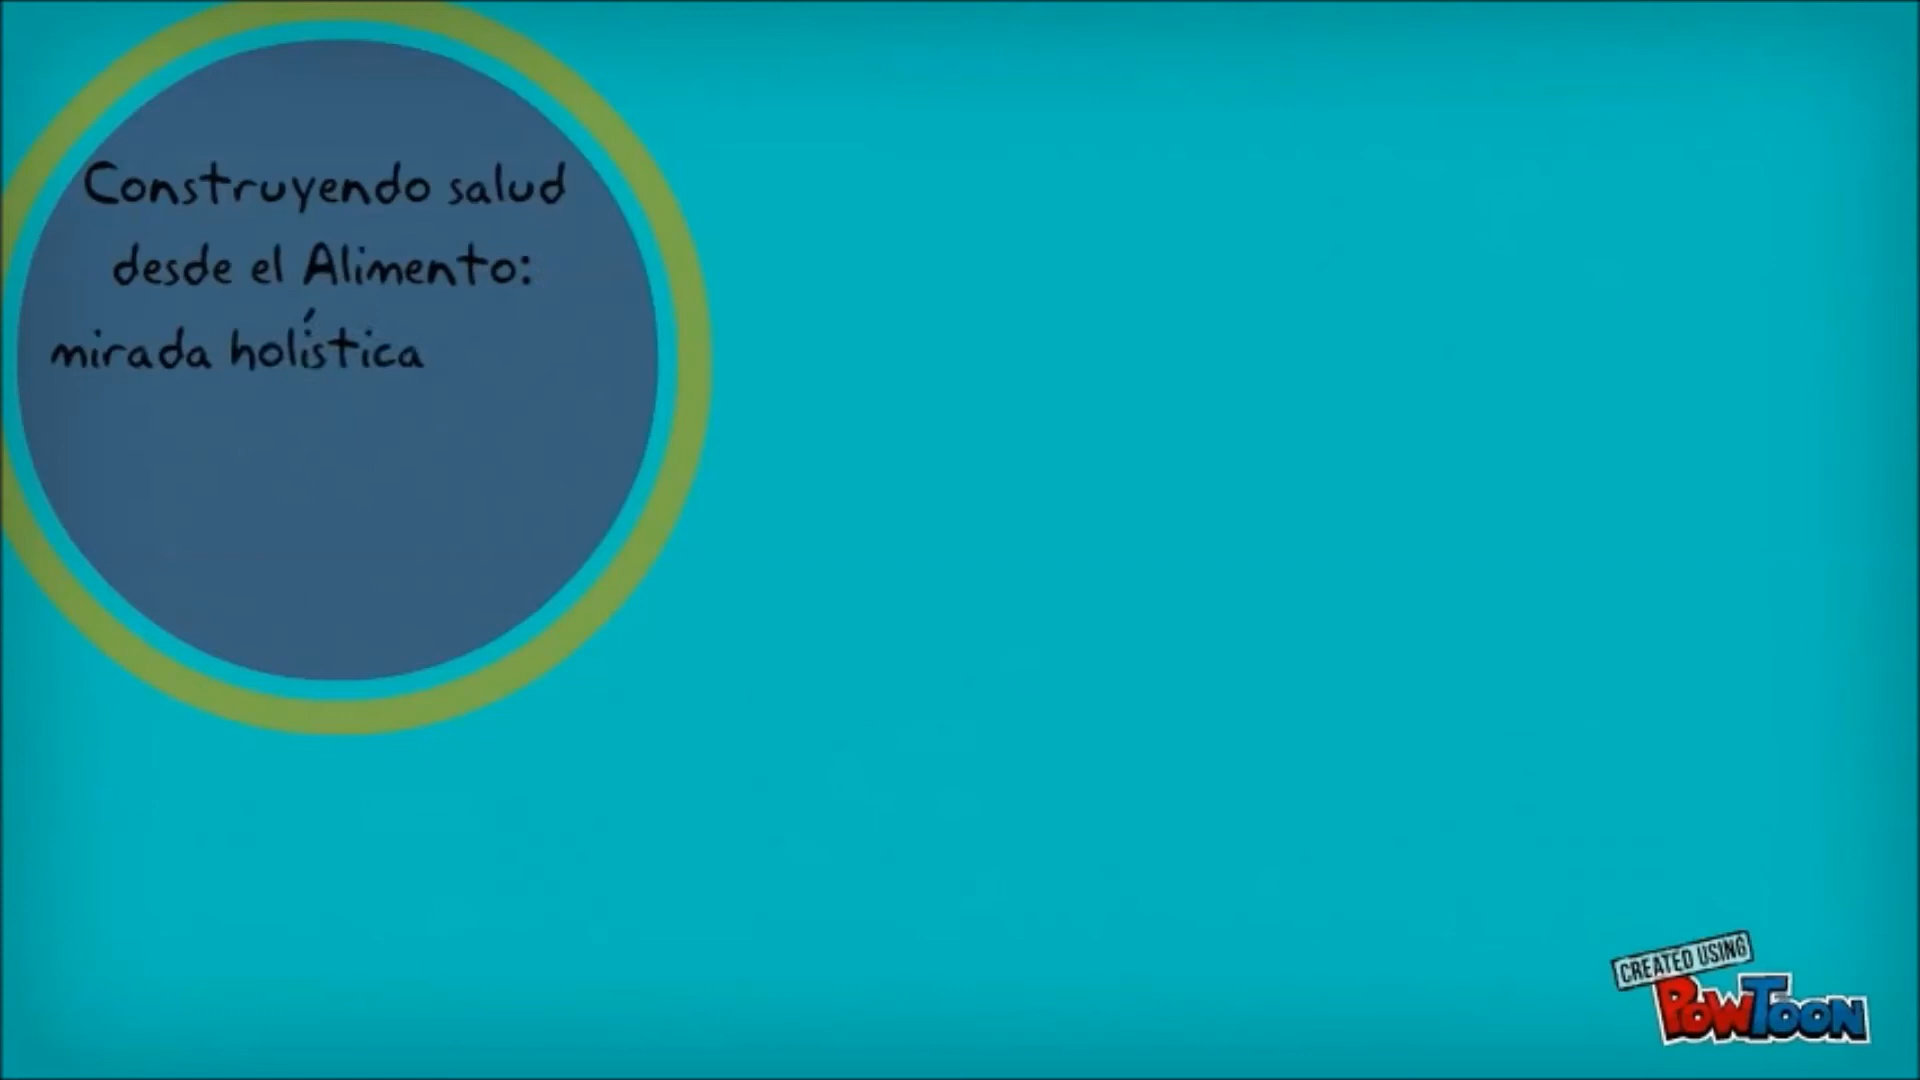 Construyendo salud
desde el Alimento:
mirada holística
CREATED USING
POWTOON